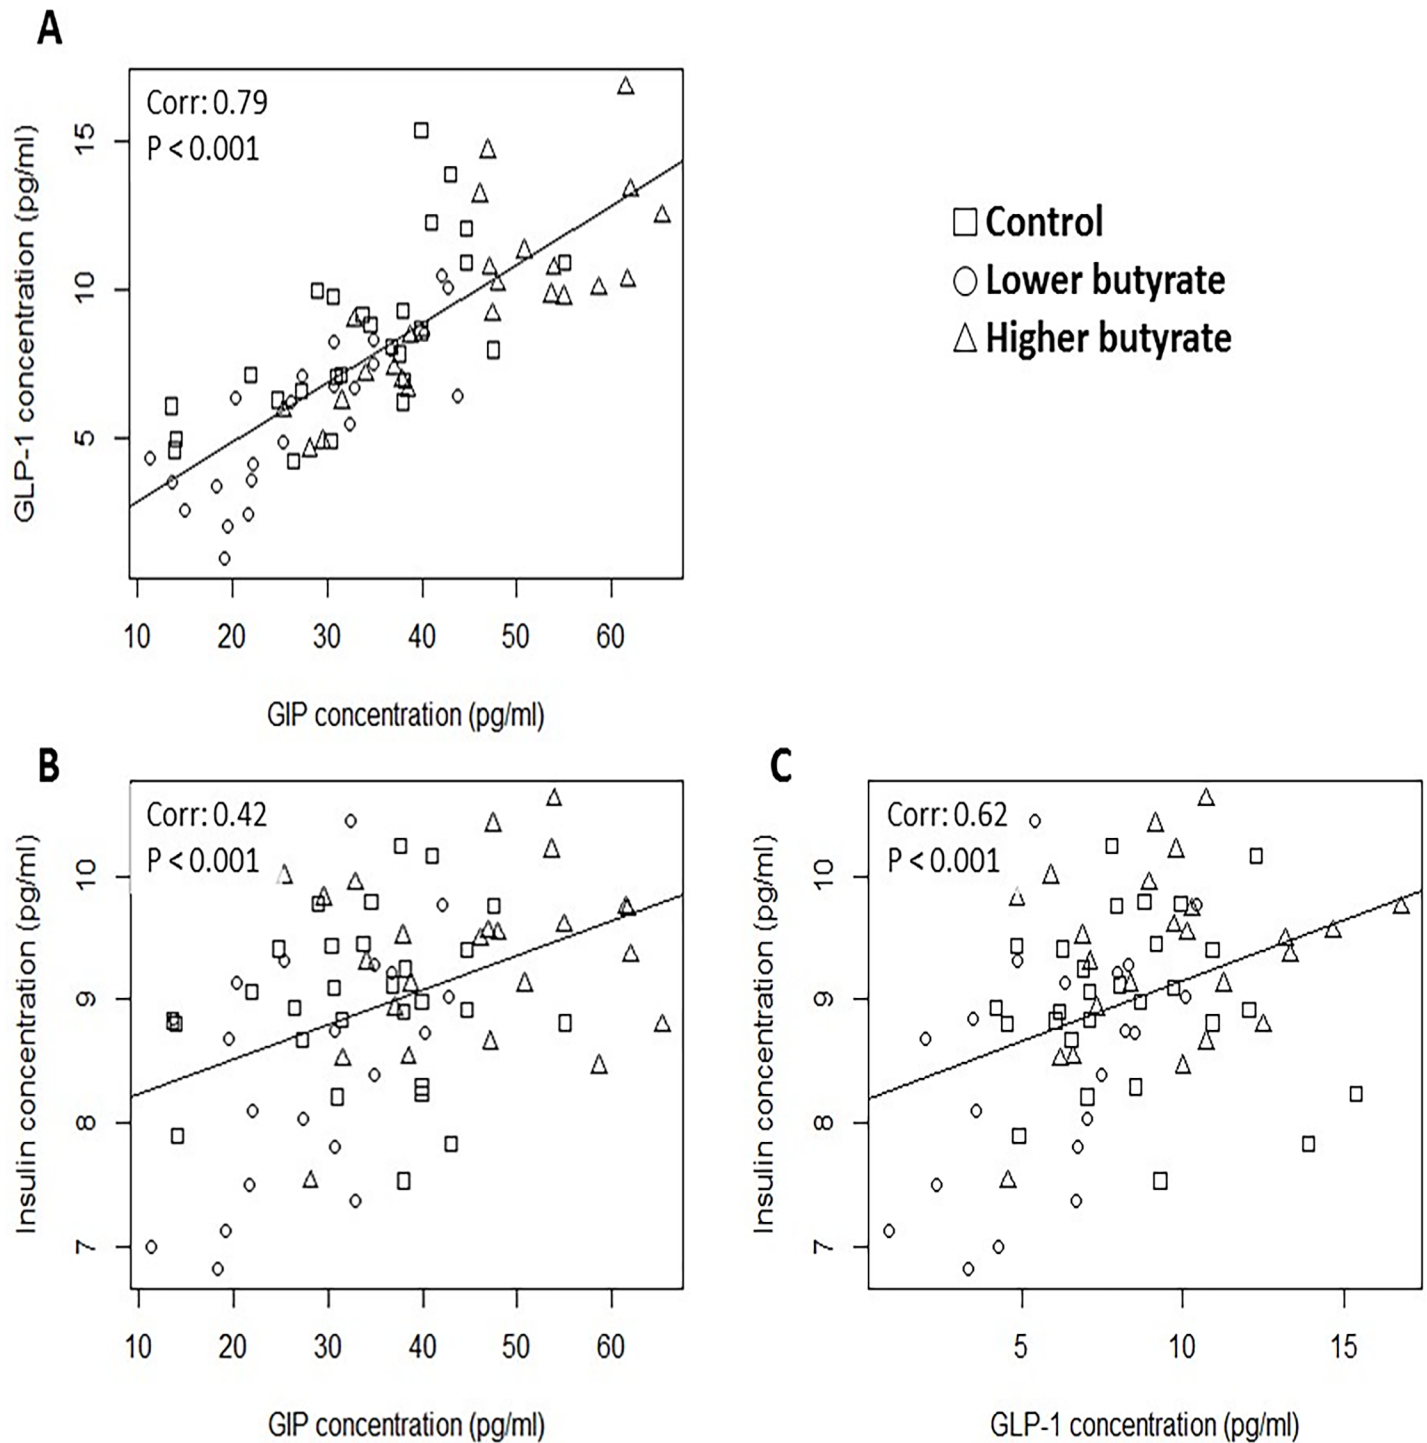 A
Corr: 0.79
P < 0.001
GLP-1 concentration (pg/ml)
15
10
5
10 20 30 40 50 60
GIP concentration (pg/ml)
Control
Lower butyrate
Higher butyrate
B
Corr: 0.42
P < 0.001
Insulin concentration (pg/ml)
10
9
8
7
10 20 30 40 50 60
GIP concentration (pg/ml)
C
Corr: 0.62
P < 0.001
Insulin concentration (pg/ml)
10
9
8
7
5 10 15
GLP-1 concentration (pg/ml)